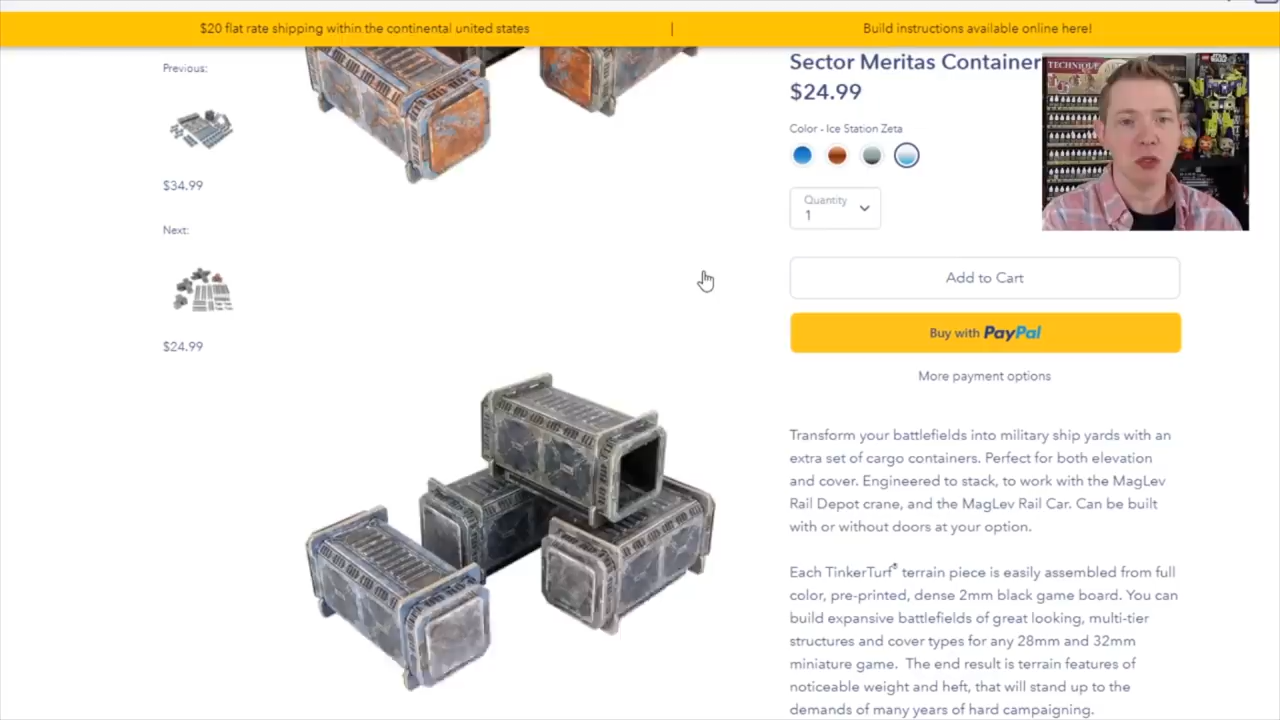 $20 flat rate shipping within the continental united states | Build instructions available online here!
Previous:
$34.99
Next:
$24.99
Sector Meritas Container
$24.99
Color - Ice Station Zeta
Quantity
1
Add to Cart
Buy with PayPal
More payment options
Transform your battlefields into military ship yards with an
extra set of cargo containers. Perfect for both elevation
and cover. Engineered to stack, to work with the MagLev
Rail Depot crane, and the MagLev Rail Car. Can be built
with or without doors at your option.
Each TinkerTurf® terrain piece is easily assembled from full
color, pre-printed, dense 2mm black game board. You can
build expansive battlefields of great looking, multi-tier
structures and cover types for any 28mm and 32mm
miniature game. The end result is terrain features of
noticeable weight and heft, that will stand up to the
demands of many years of hard campaigning.
TECHNIQUE